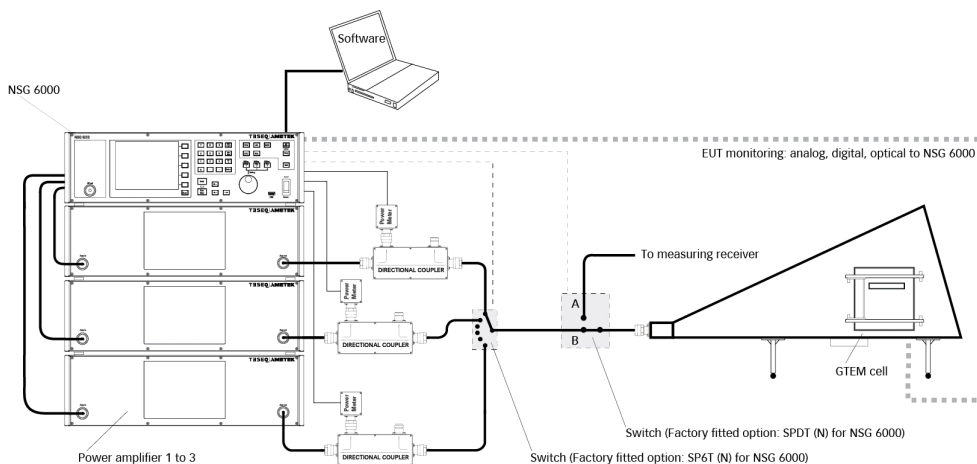 Software
NSG 6000
TESEQ AMETEK
EUT monitoring: analog, digital, optical to NSG 6000
Power Meter
TESEQ AMETEK
DIRECTIONAL COUPLER
To measuring receiver
TESEQ AMETEK
Power Meter
A
B
DIRECTIONAL COUPLER
TESEQ AMETEK
GTEM cell
Power Meter
Switch (Factory fitted option: SPDT (N) for NSG 6000)
DIRECTIONAL COUPLER
Power amplifier 1 to 3
Switch (Factory fitted option: SP6T (N) for NSG 6000)